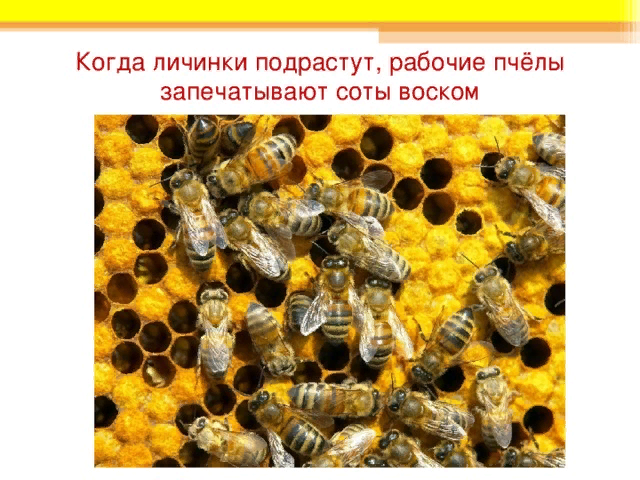 Когда личинки подрастут, рабочие пчёлы
запечатывают соты воском